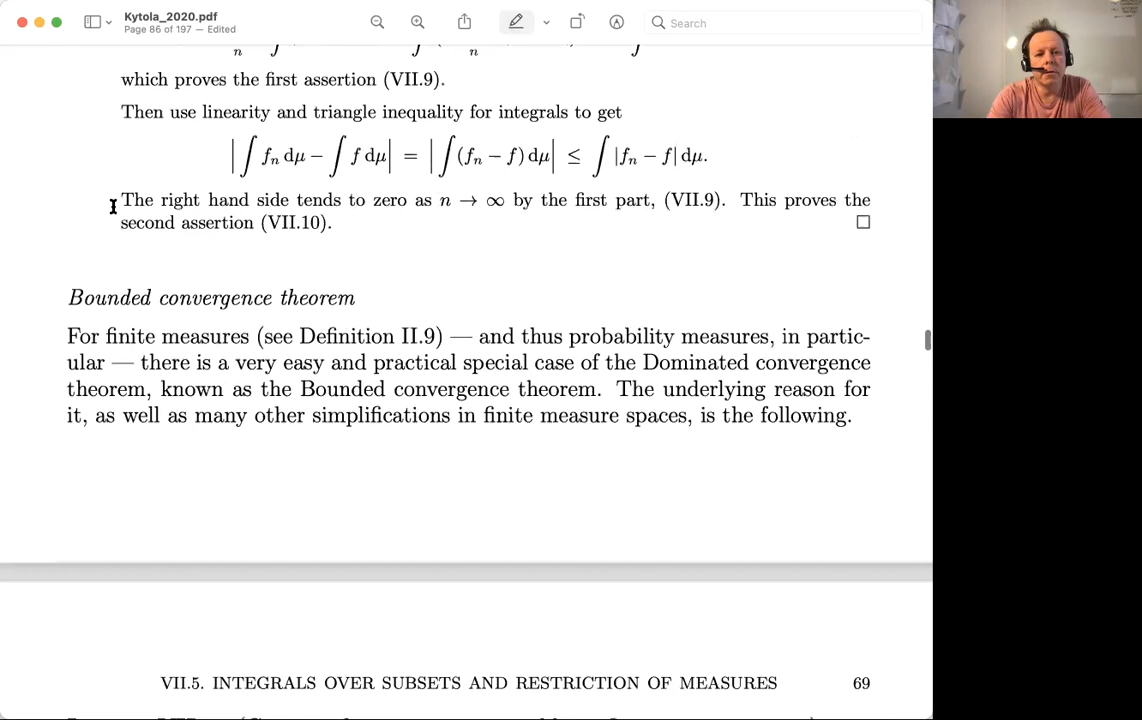 Kytola_2020.pdf
Page 86 of 197 — Edited
Search
n ∫ ∫ n ∫
which proves the first assertion (VII.9).
Then use linearity and triangle inequality for integrals to get
|∫ fₙ dμ − ∫ f dμ| = |∫(fₙ − f) dμ| ≤ ∫ |fₙ − f| dμ.
The right hand side tends to zero as n → ∞ by the first part, (VII.9). This proves the
second assertion (VII.10). □
Bounded convergence theorem
For finite measures (see Definition II.9) — and thus probability measures, in partic-
ular — there is a very easy and practical special case of the Dominated convergence
theorem, known as the Bounded convergence theorem. The underlying reason for
it, as well as many other simplifications in finite measure spaces, is the following.
VII.5. INTEGRALS OVER SUBSETS AND RESTRICTION OF MEASURES 69